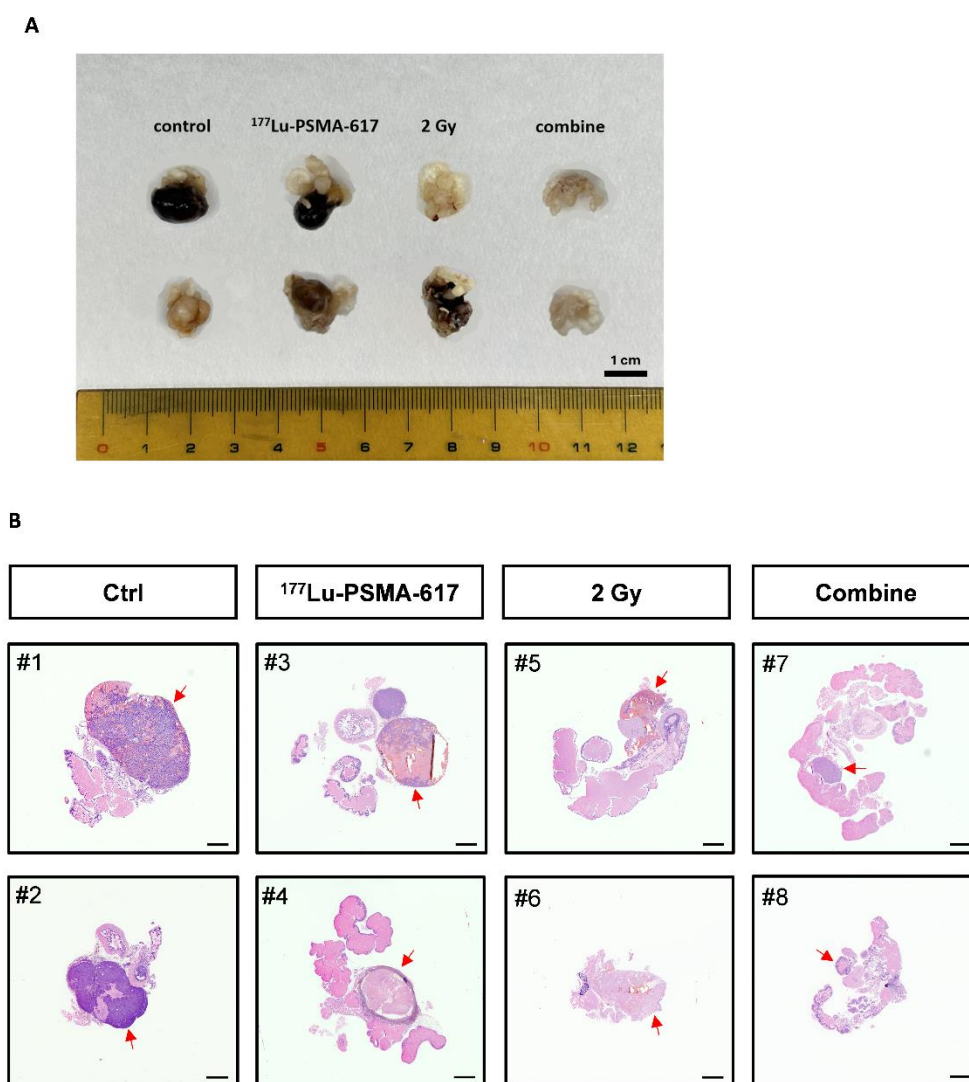 A
control ¹⁷⁷Lu-PSMA-617 2 Gy combine
1 cm
0 1 2 3 4 5 6 7 8 9 10 11 12
B
Ctrl ¹⁷⁷Lu-PSMA-617 2 Gy Combine
#1 #3 #5 #7
#2 #4 #6 #8